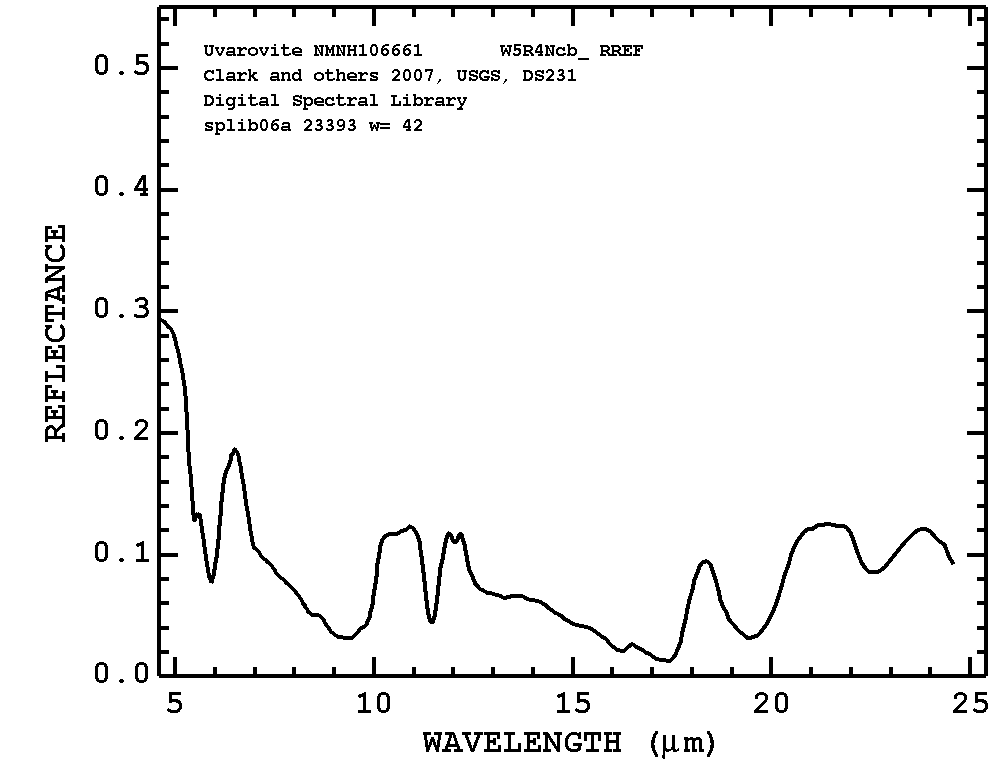 Uvarovite NMNH106661 W5R4Ncb_ RREF
Clark and others 2007, USGS, DS231
Digital Spectral Library
splib06a 23393 w= 42
REFLECTANCE
0.5
0.4
0.3
0.2
0.1
0.0
5 10 15 20 25
WAVELENGTH (μm)